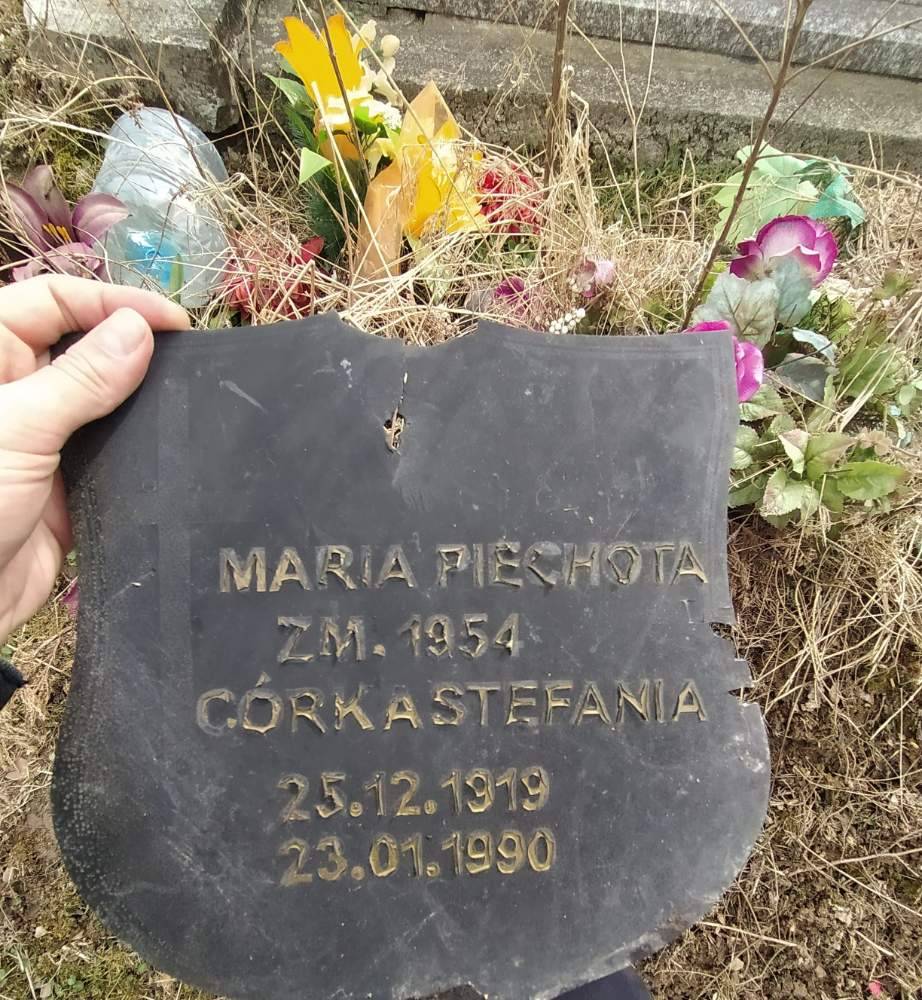 MARIA PIECHOTA
ZM. 1954
CÓRKA STEFANIA
25.12.1919
23.01.1990